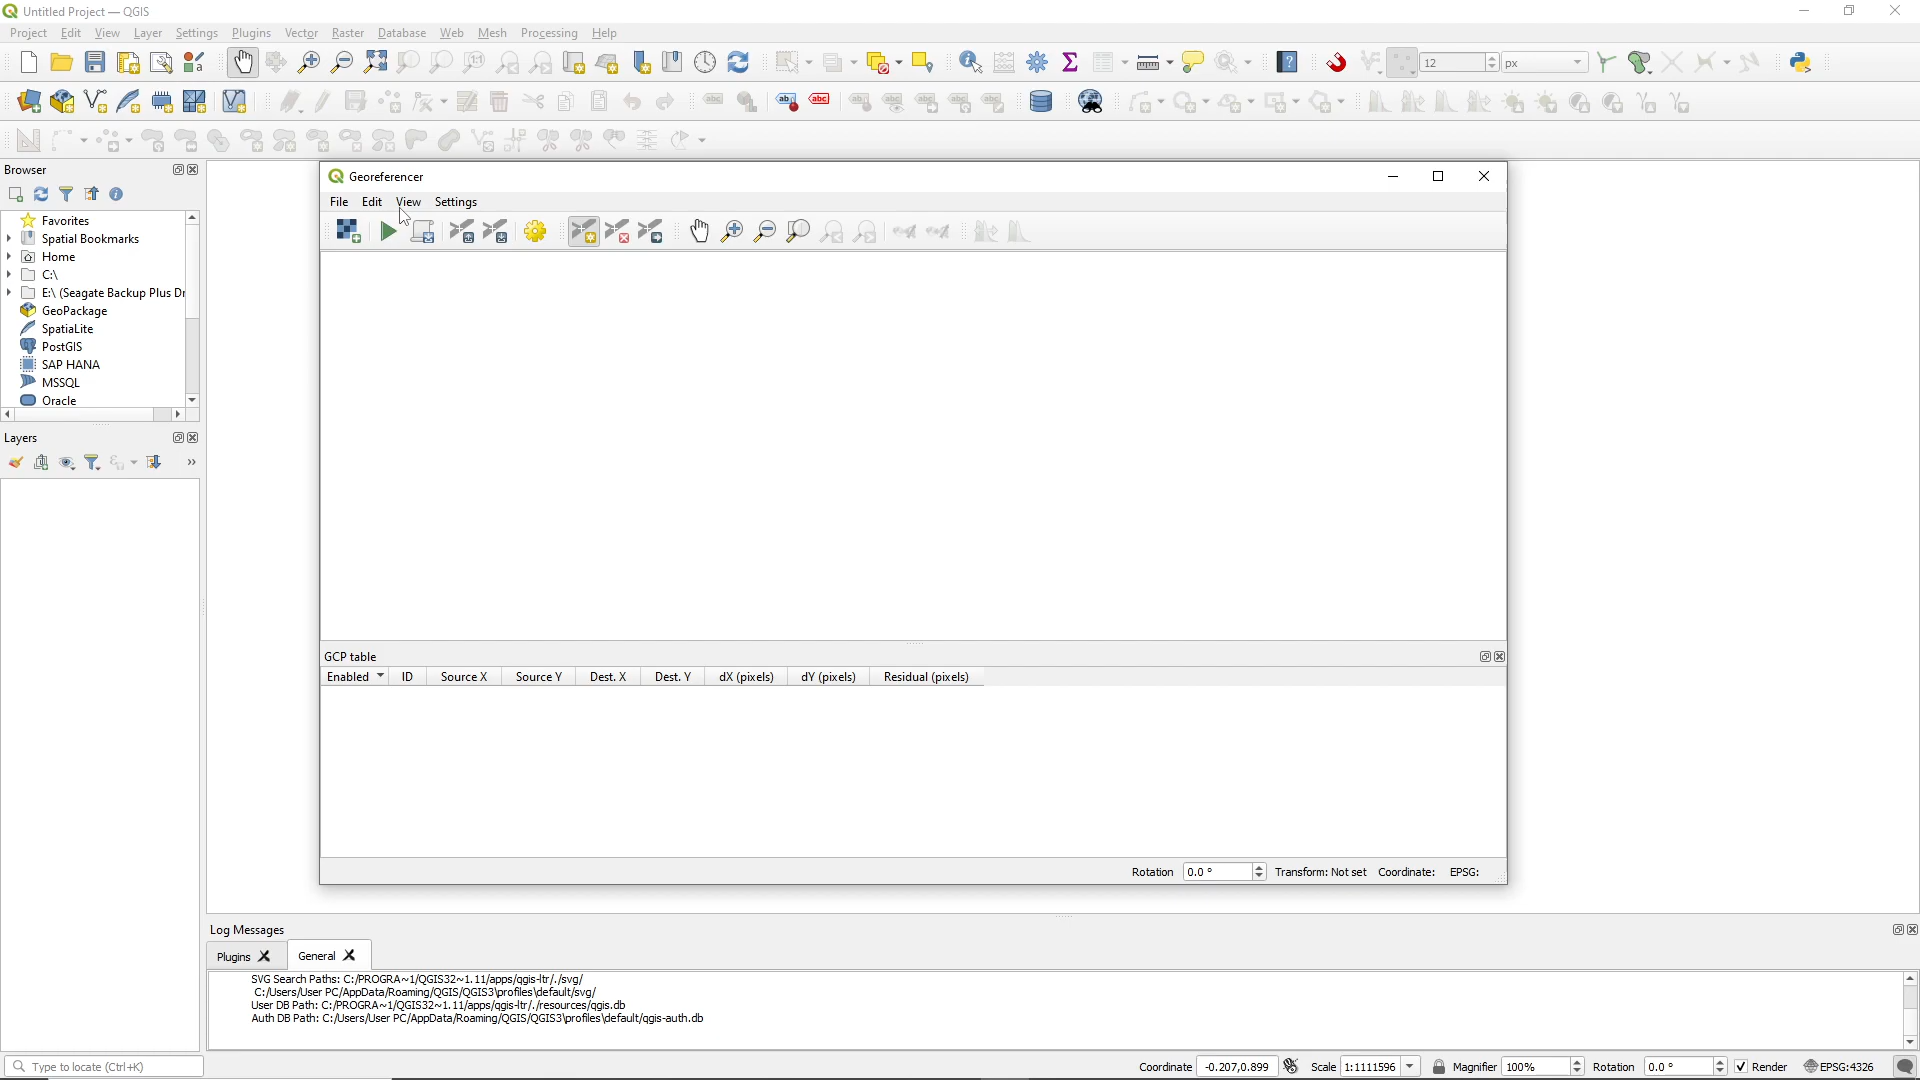 Untitled Project — QGIS
Project Edit View Layer Settings Plugins Vector Raster Database Web Mesh Processing Help
12 px
Browser
Favorites
Spatial Bookmarks
Home
C:\
E:\ (Seagate Backup Plus Dr
GeoPackage
SpatiaLite
PostGIS
SAP HANA
MSSQL
Oracle
Layers
Georeferencer
File Edit View Settings
GCP table
Enabled ID Source X Source Y Dest. X Dest. Y dX (pixels) dY (pixels) Residual (pixels)
Rotation 0.0 ° Transform: Not set Coordinate: EPSG:
Log Messages
Plugins General
SVG Search Paths: C:/PROGRA~1/QGIS32~1.11/apps/qgis-ltr/./svg/
C:/Users/User PC/AppData/Roaming/QGIS/QGIS3\profiles\default/svg/
User DB Path: C:/PROGRA~1/QGIS32~1.11/apps/qgis-ltr/./resources/qgis.db
Auth DB Path: C:/Users/User PC/AppData/Roaming/QGIS/QGIS3\profiles\default/qgis-auth.db
Type to locate (Ctrl+K) Coordinate -0.207,0.899 Scale 1:1111596 Magnifier 100% Rotation 0.0 ° Render EPSG:4326